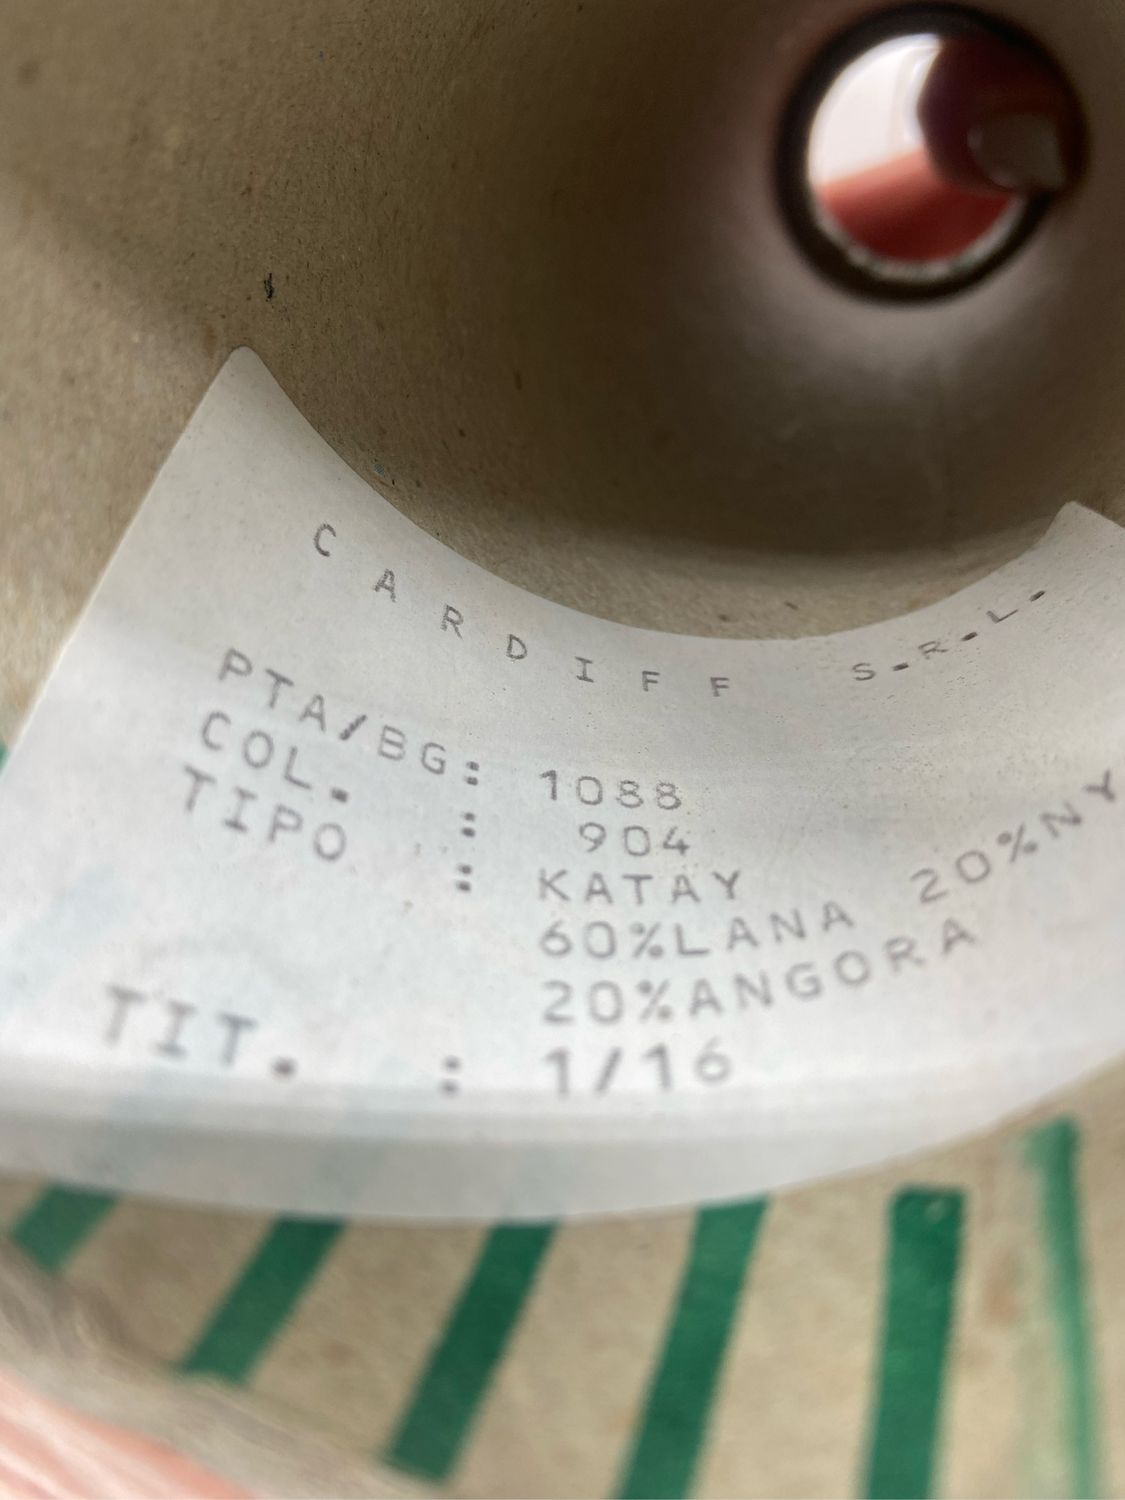 CARDIFF S.R.L.
PTA/BG: 1088
COL. : 904
TIPO : KATAY
60%LANA 20%NY
20%ANGORA
TIT. : 1/16